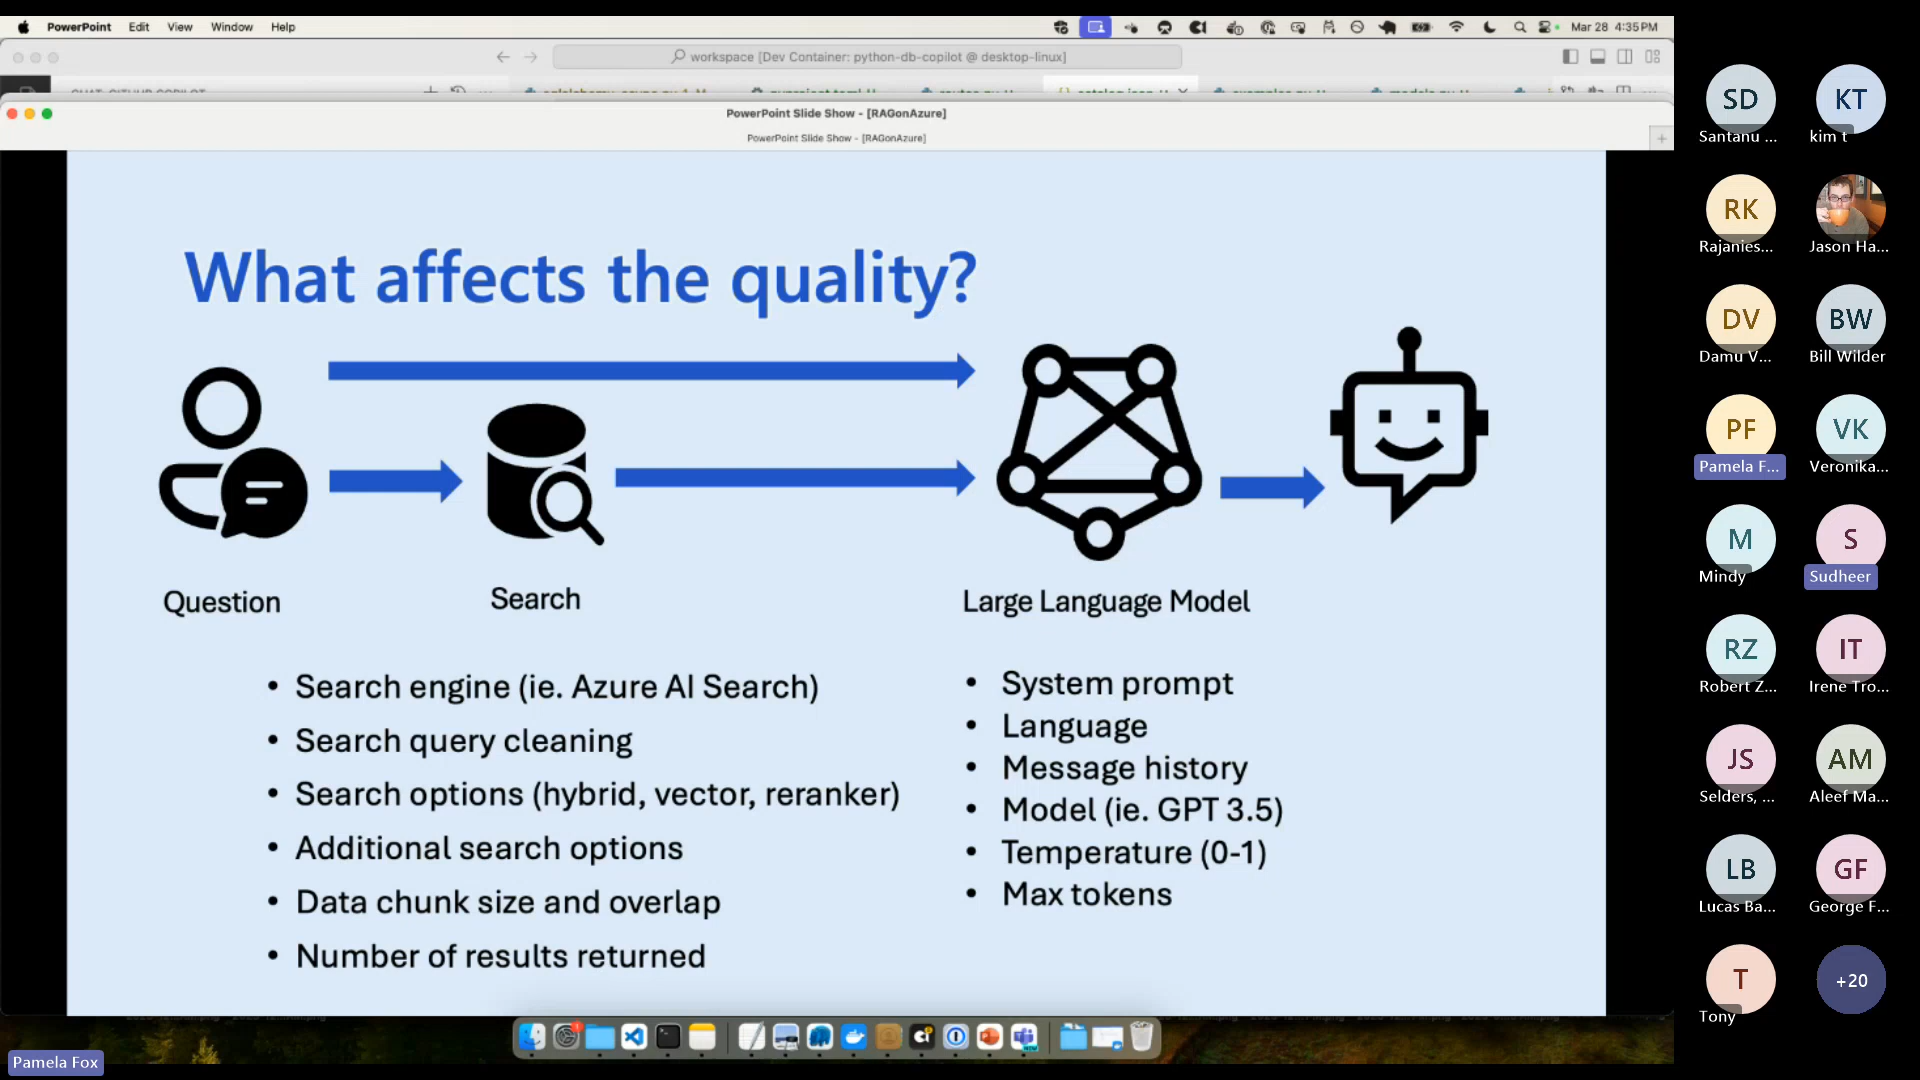 PowerPoint Edit View Window Help
Mar 28 4:35PM
workspace [Dev Container: python-db-copilot @ desktop-linux]
PowerPoint Slide Show - [RAGonAzure]
PowerPoint Slide Show - [RAGonAzure]
What affects the quality?
Question
Search
Large Language Model
• Search engine (ie. Azure AI Search)
• Search query cleaning
• Search options (hybrid, vector, reranker)
• Additional search options
• Data chunk size and overlap
• Number of results returned
• System prompt
• Language
• Message history
• Model (ie. GPT 3.5)
• Temperature (0-1)
• Max tokens
SD
Santanu ...
KT
kim t
RK
Rajanies...
Jason Ha...
DV
Damu V...
BW
Bill Wilder
PF
Pamela F...
VK
Veronika...
M
Mindy
S
Sudheer
RZ
Robert Z...
IT
Irene Tro...
JS
Selders, ...
AM
Aleef Ma...
LB
Lucas Ba...
GF
George F...
T
Tony
+20
Pamela Fox